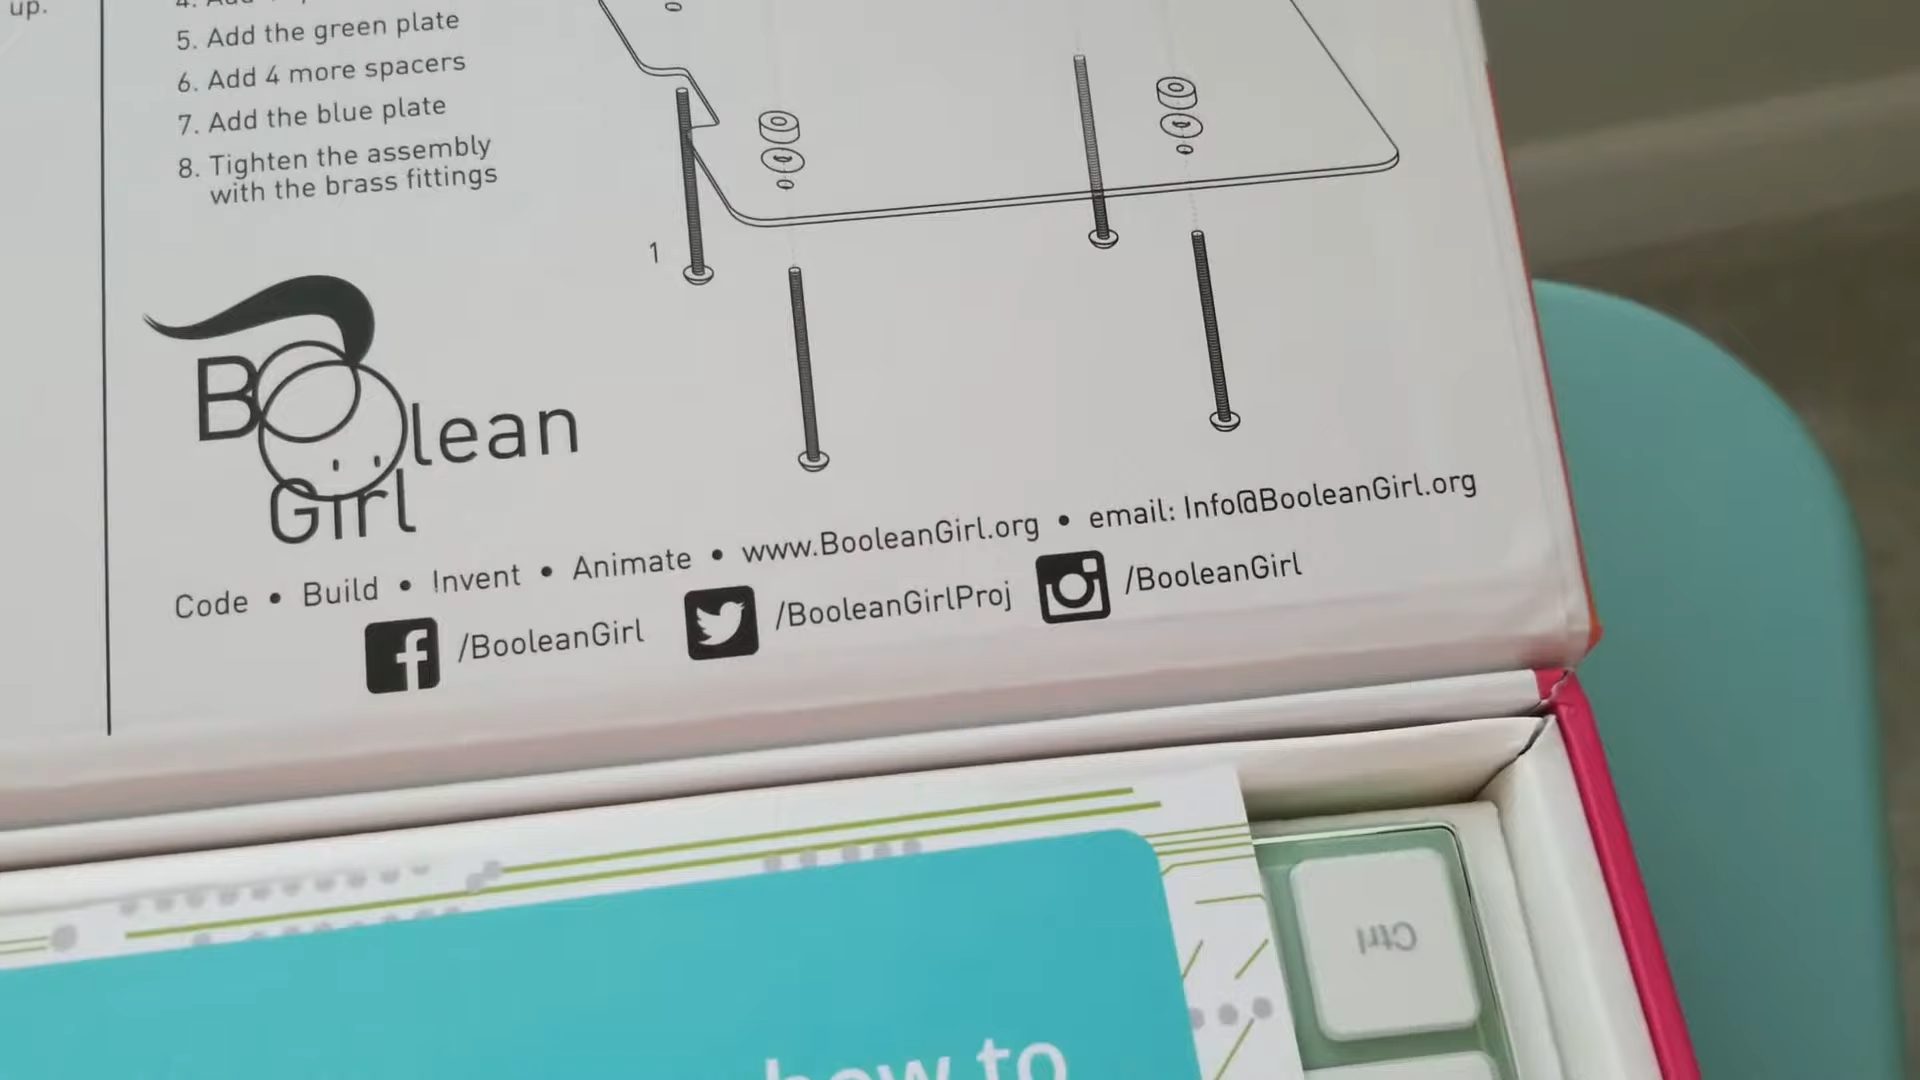 up.
5. Add the green plate
6. Add 4 more spacers
7. Add the blue plate
8. Tighten the assembly
with the brass fittings
1
Boolean
Girl
Code • Build • Invent • Animate • www.BooleanGirl.org • email: Info@BooleanGirl.org
/BooleanGirl /BooleanGirlProj /BooleanGirl
how to
Ctrl